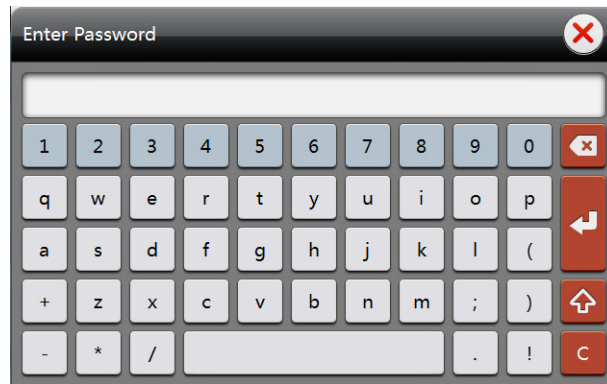 Enter Password
1 2 3 4 5 6 7 8 9 0
q w e r t y u i o p
a s d f g h j k l (
+ z x c v b n m ; )
- * / . ! C